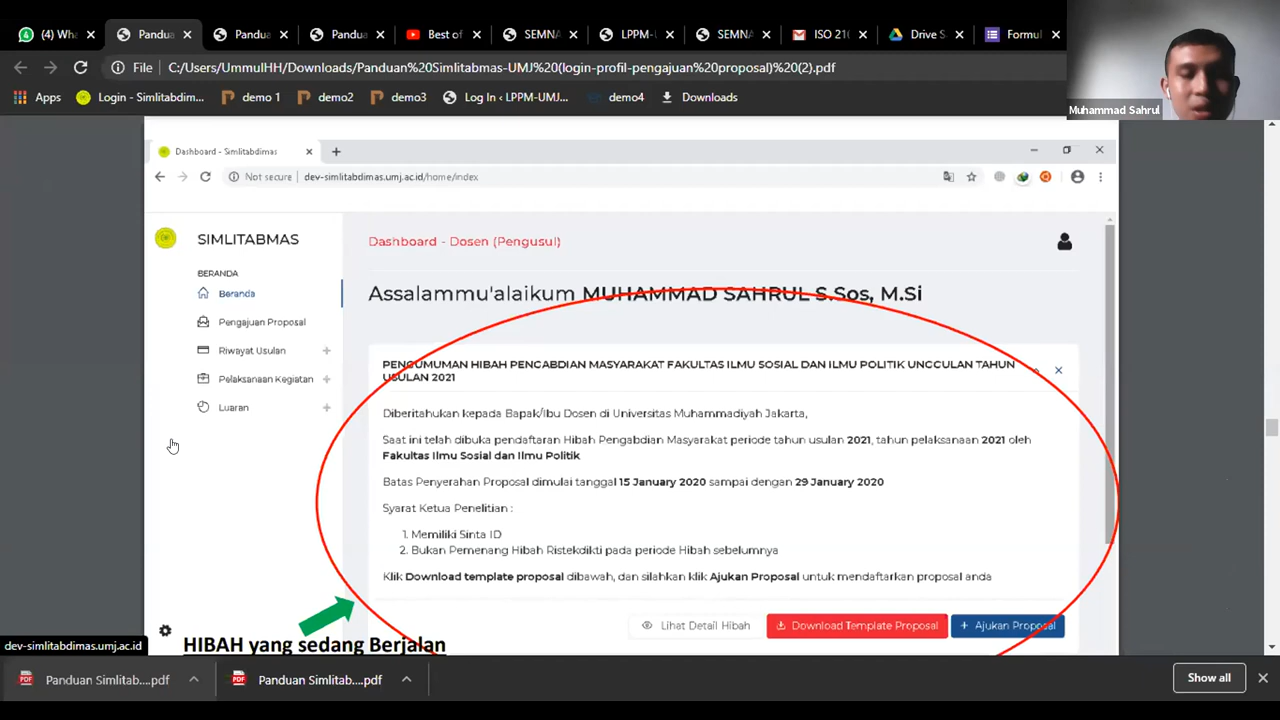 (4) Wha
Pandua
Pandua
Pandua
Best of
SEMNA
LPPM-U
SEMNA
ISO 210
Drive S
Formul
Muhammad Sahrul
File C:/Users/UmmulHH/Downloads/Panduan%20Simlitabmas-UMJ%20(login-profil-pengajuan%20proposal)%20(2).pdf
Apps
Login - Simlitabdim...
demo 1
demo2
demo3
Log In ‹ LPPM-UMJ...
demo4
Downloads
Dashboard - Simlitabdimas
Not secure dev-simlitabdimas.umj.ac.id/home/index
SIMLITABMAS
Dashboard - Dosen (Pengusul)
BERANDA
Beranda
Pengajuan Proposal
Riwayat Usulan
Pelaksanaan Kegiatan
Luaran
Assalammu'alaikum MUHAMMAD SAHRUL S.Sos, M.Si
PENGUMUMAN HIBAH PENGABDIAN MASYARAKAT FAKULTAS ILMU SOSIAL DAN ILMU POLITIK UNGGULAN TAHUN
USULAN 2021
Diberitahukan kepada Bapak/Ibu Dosen di Universitas Muhammadiyah Jakarta,
Saat ini telah dibuka pendaftaran Hibah Pengabdian Masyarakat periode tahun usulan 2021, tahun pelaksanaan 2021 oleh
Fakultas Ilmu Sosial dan Ilmu Politik
Batas Penyerahan Proposal dimulai tanggal 15 January 2020 sampai dengan 29 January 2020
Syarat Ketua Penelitian :
1. Memiliki Sinta ID
2. Bukan Pemenang Hibah Ristekdikti pada periode Hibah sebelumnya
Klik Download template proposal dibawah, dan silahkan klik Ajukan Proposal untuk mendaftarkan proposal anda
Lihat Detail Hibah
Download Template Proposal
+ Ajukan Proposal
HIBAH yang sedang Berjalan
dev-simlitabdimas.umj.ac.id
Panduan Simlitab....pdf
Panduan Simlitab....pdf
Show all